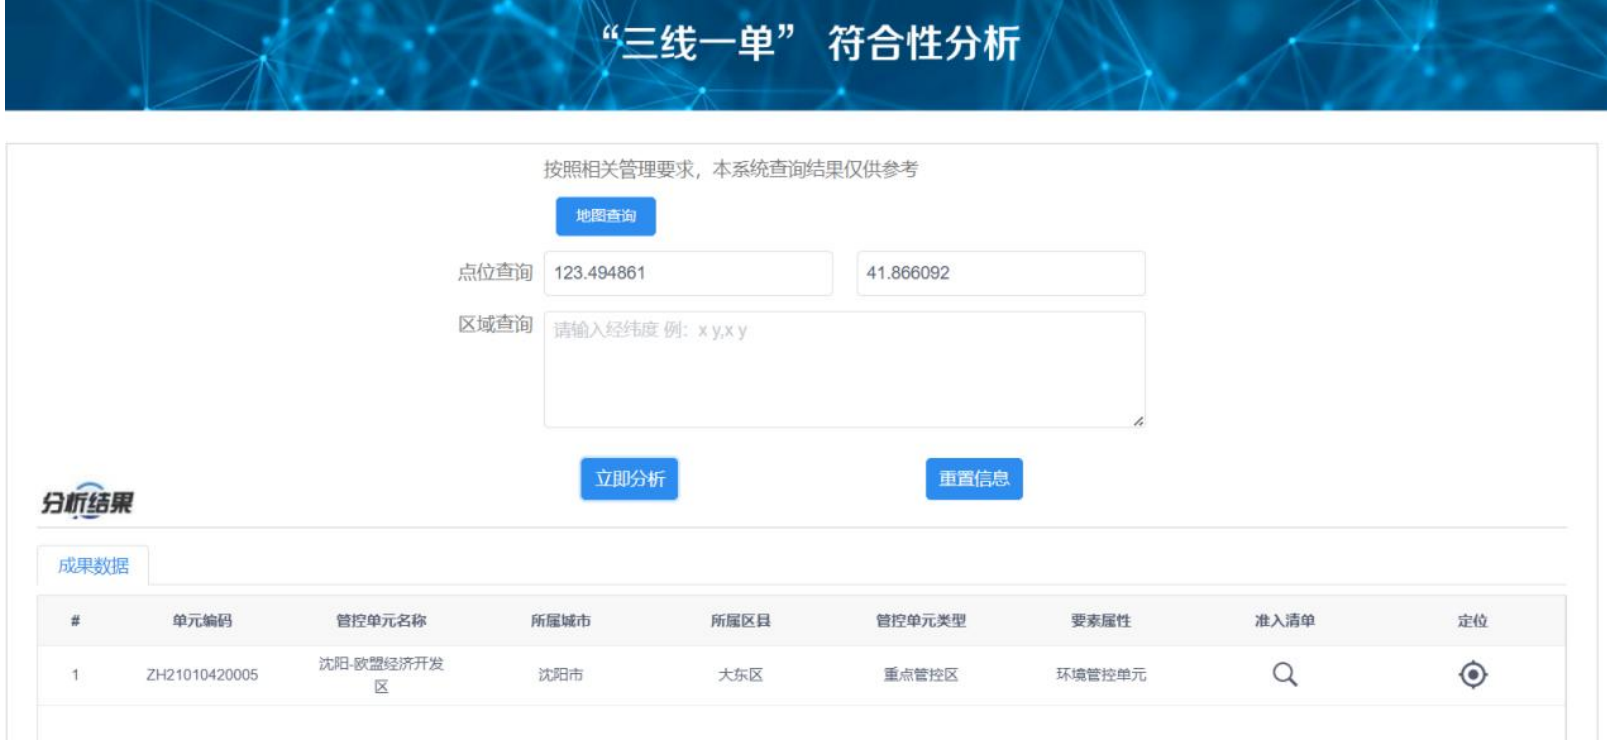 “三线一单” 符合性分析
按照相关管理要求，本系统查询结果仅供参考
地图查询
点位查询 123.494861 41.866092
区域查询 请输入经纬度 例：x y,x y
立即分析 重置信息
分析结果
成果数据
# 单元编码 管控单元名称 所属城市 所属区县 管控单元类型 要素属性 准入清单 定位
1 ZH21010420005 沈阳-欧盟经济开发 沈阳市 大东区 重点管控区 环境管控单元
区